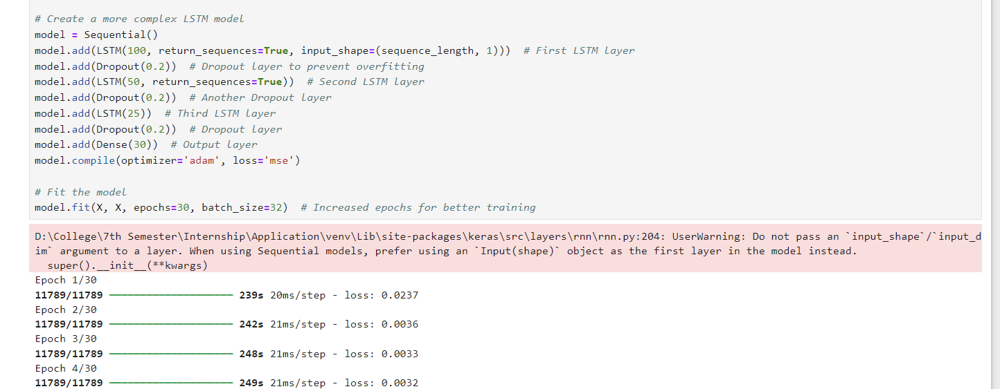 # Create a more complex LSTM model
model = Sequential()
model.add(LSTM(100, return_sequences=True, input_shape=(sequence_length, 1)))  # First LSTM layer
model.add(Dropout(0.2))  # Dropout layer to prevent overfitting
model.add(LSTM(50, return_sequences=True))  # Second LSTM layer
model.add(Dropout(0.2))  # Another Dropout layer
model.add(LSTM(25))  # Third LSTM layer
model.add(Dropout(0.2))  # Dropout layer
model.add(Dense(30))  # Output layer
model.compile(optimizer='adam', loss='mse')
# Fit the model
model.fit(X, X, epochs=30, batch_size=32)  # Increased epochs for better training
D:\College\7th Semester\Internship\Application\venv\Lib\site-packages\keras\src\layers\rnn\rnn.py:204: UserWarning: Do not pass an `input_shape`/`input_d
im` argument to a layer. When using Sequential models, prefer using an `Input(shape)` object as the first layer in the model instead.
  super().__init__(**kwargs)
Epoch 1/30
11789/11789 ━━━━━━━━━━━━━━━━━━━━ 239s 20ms/step - loss: 0.0237
Epoch 2/30
11789/11789 ━━━━━━━━━━━━━━━━━━━━ 242s 21ms/step - loss: 0.0036
Epoch 3/30
11789/11789 ━━━━━━━━━━━━━━━━━━━━ 248s 21ms/step - loss: 0.0033
Epoch 4/30
11789/11789 ━━━━━━━━━━━━━━━━━━━━ 249s 21ms/step - loss: 0.0032